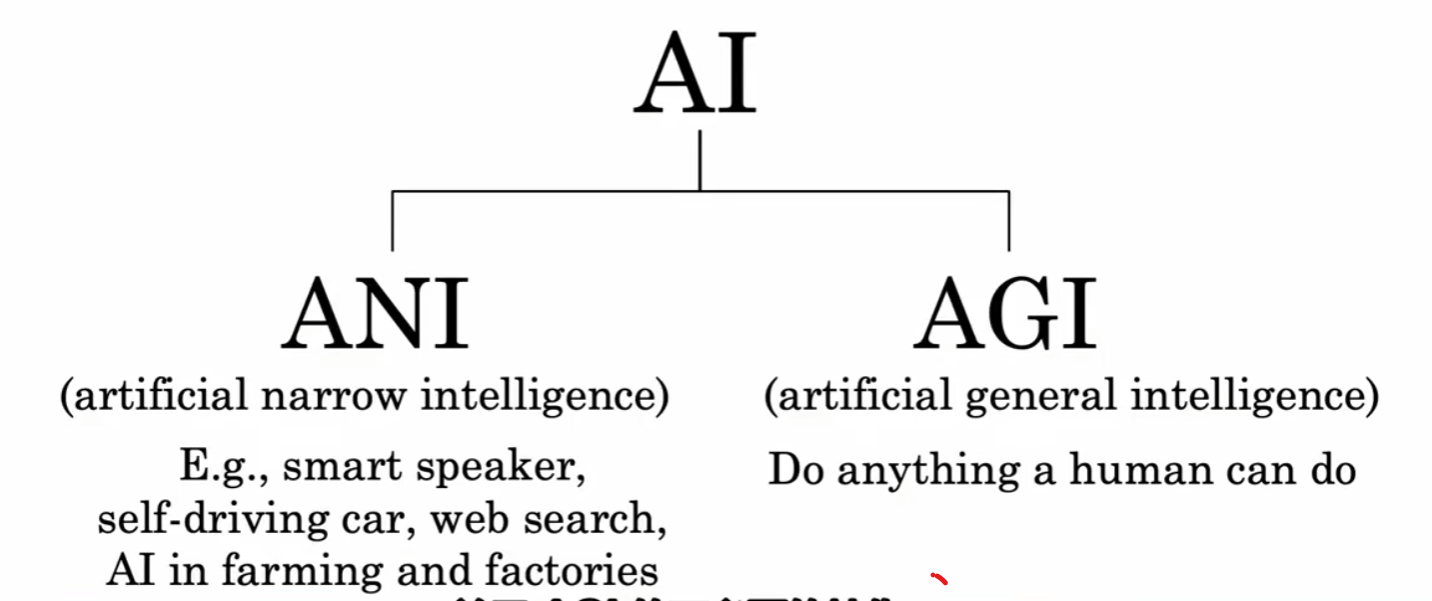 AI
ANI
AGI
(artificial narrow intelligence)
(artificial general intelligence)
E.g., smart speaker,
self-driving car, web search,
AI in farming and factories
Do anything a human can do